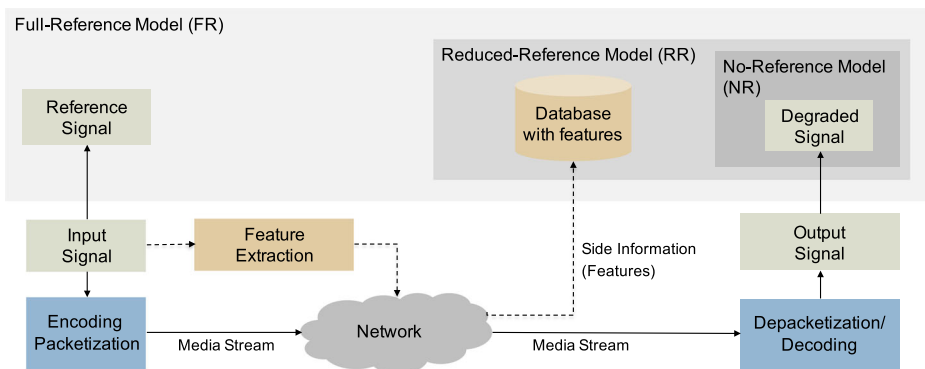 Full-Reference Model (FR)
Reduced-Reference Model (RR)
No-Reference Model
(NR)
Reference
Signal
Database
with features
Degraded
Signal
Input
Signal
Feature
Extraction
Side Information
(Features)
Output
Signal
Encoding
Packetization
Media Stream
Network
Media Stream
Depacketization/
Decoding